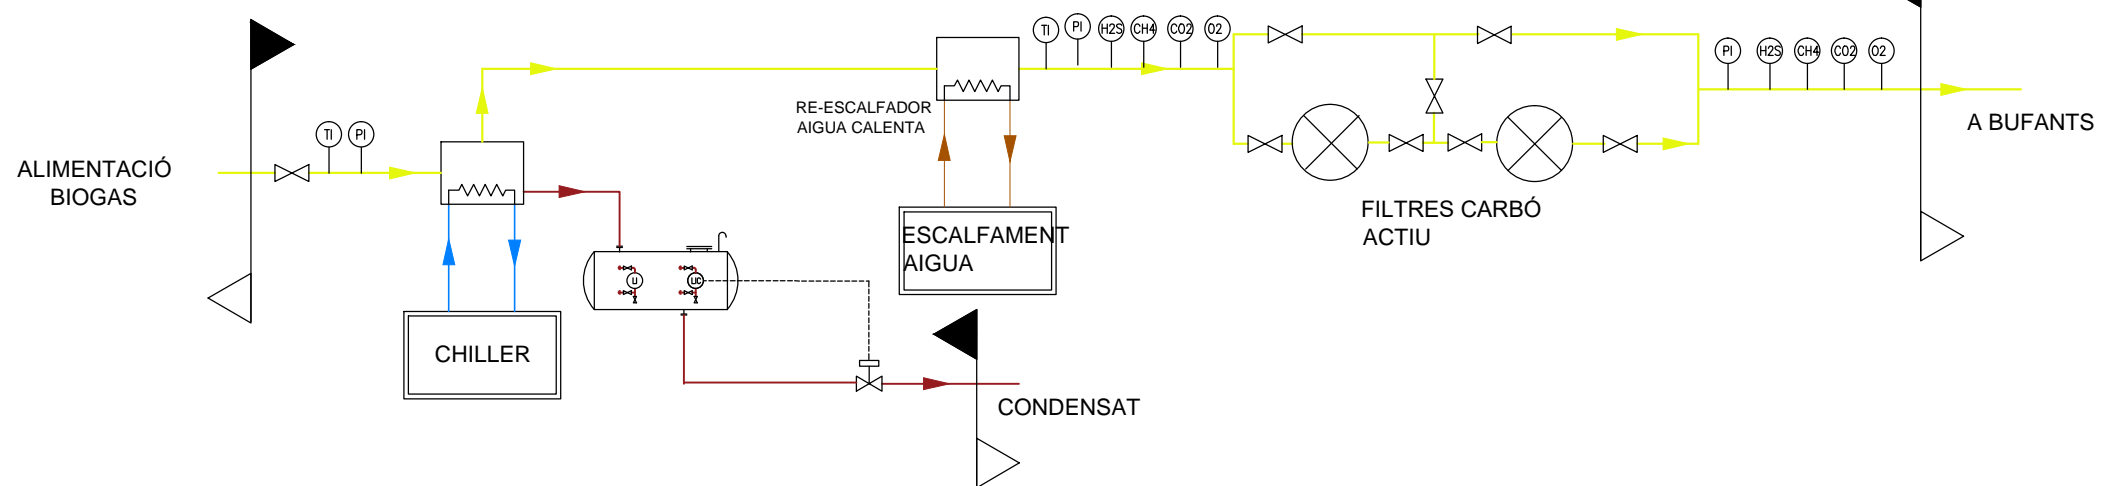 TI
PI
H2S
CH4
CO2
O2
PI
H2S
CH4
CO2
O2
RE-ESCALFADOR
AIGUA CALENTA
A BUFANTS
TI
PI
ALIMENTACIÓ
BIOGAS
FILTRES CARBÓ
ACTIU
ESCALFAMENT
AIGUA
LI
LIC
CHILLER
CONDENSAT